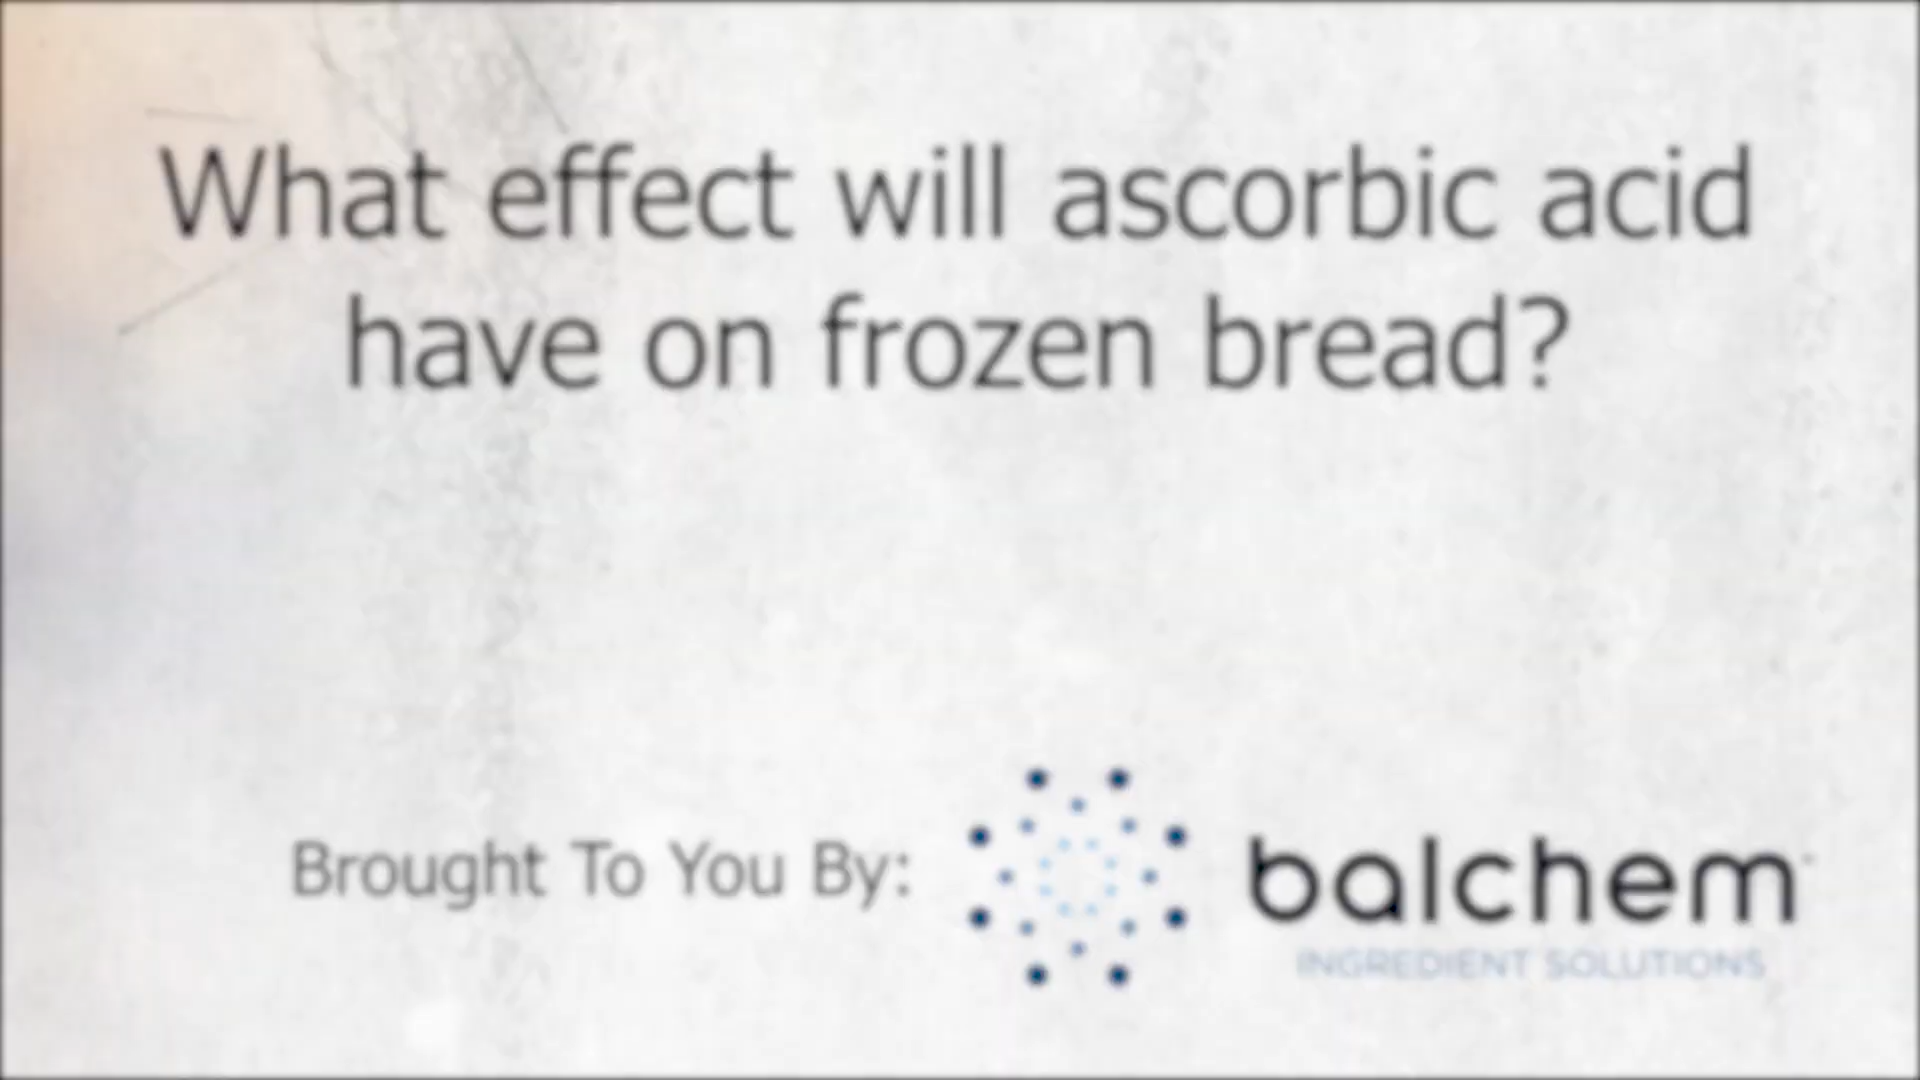 What effect will ascorbic acid
have on frozen bread?
Brought To You By:
balchem
INGREDIENT SOLUTIONS